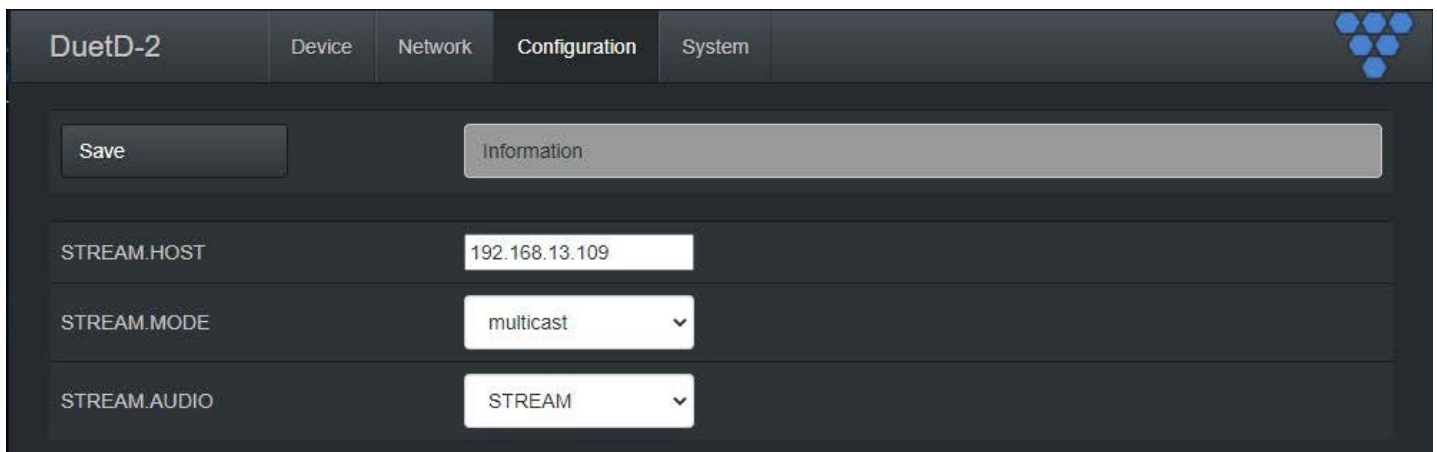 DuetD-2 Device Network Configuration System
Save Information
STREAM.HOST 192.168.13.109
STREAM.MODE multicast
STREAM.AUDIO STREAM